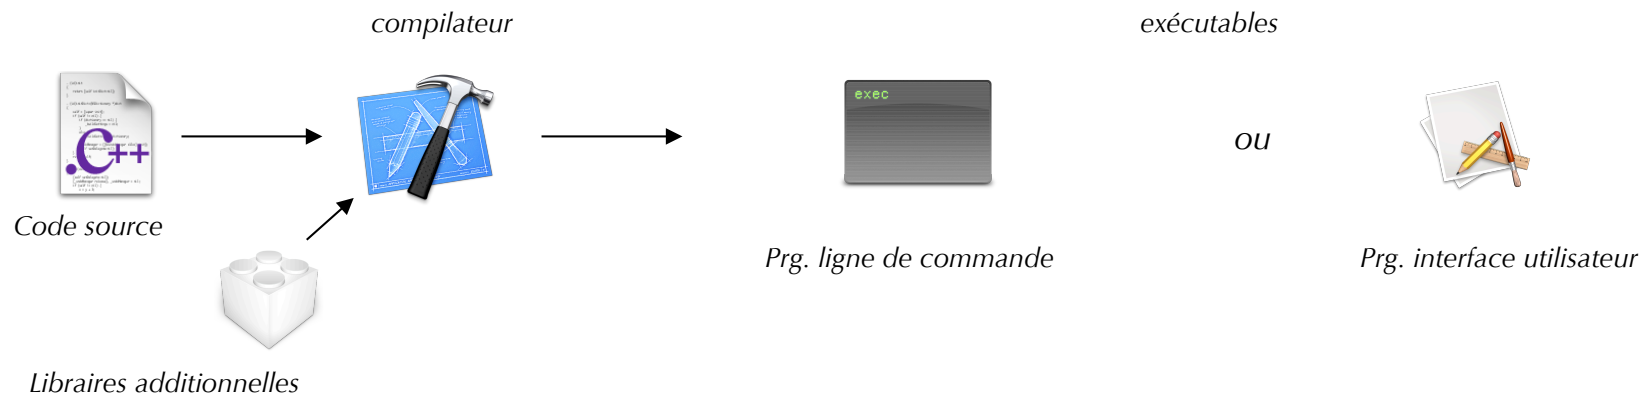 compilateur
exécutables
.C++
exec
ou
Code source
Prg. ligne de commande
Prg. interface utilisateur
Libraires additionnelles